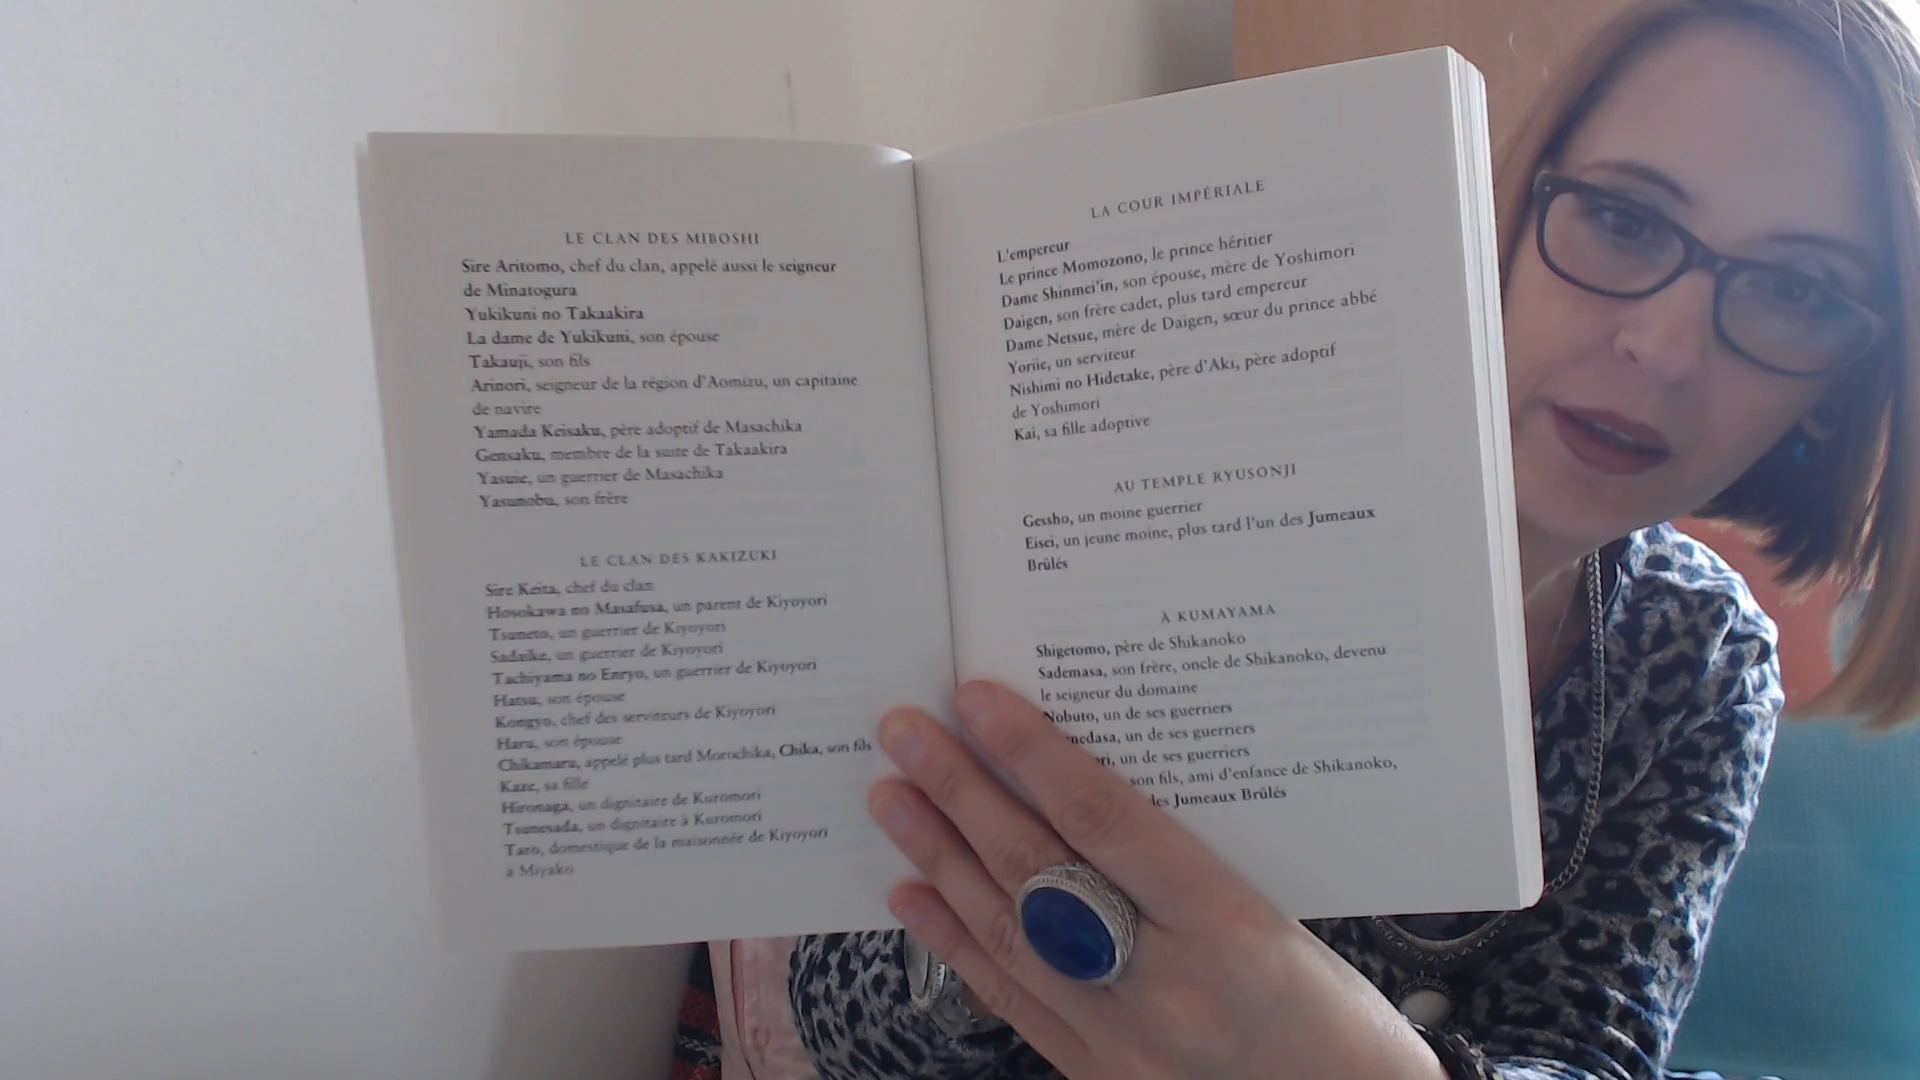 LE CLAN DES MIBOSHI
Sire Aritomo, chef du clan, appelé aussi le seigneur
de Minatogura
Yukikuni no Takaakira
La dame de Yukikuni, son épouse
Takauji, son fils
Arinori, seigneur de la région d'Aomizu, un capitaine
de navire
Yamada Keisaku, père adoptif de Masachika
Gensaku, membre de la suite de Takaakira
Yasuie, un guerrier de Masachika
Yasunobu, son frère
LE CLAN DES KAKIZUKI
Sire Keita, chef du clan
Hosokawa no Masafusa, un parent de Kiyoyori
Tsuneto, un guerrier de Kiyoyori
Sadaike, un guerrier de Kiyoyori
Tachiyama no Enryo, un guerrier de Kiyoyori
Hatsu, son épouse
Kongyo, chef des serviteurs de Kiyoyori
Haru, son épouse
Chikamaru, appelé plus tard Motochika, Chika, son fils
Kaze, sa fille
Hironaga, un dignitaire de Kuromori
Tsunesada, un dignitaire à Kuromori
Taro, domestique de la maisonnée de Kiyoyori
à Miyako
LA COUR IMPÉRIALE
L'empereur
Le prince Momozono, le prince héritier
Dame Shinmei'in, son épouse, mère de Yoshimori
Daigen, son frère cadet, plus tard empereur
Dame Netsue, mère de Daigen, sœur du prince abbé
Yoriie, un serviteur
Nishimi no Hidetake, père d'Aki, père adoptif
de Yoshimori
Kai, sa fille adoptive
AU TEMPLE RYUSONJI
Gessho, un moine guerrier
Eisei, un jeune moine, plus tard l'un des Jumeaux
Brûlés
À KUMAYAMA
Shigetomo, père de Shikanoko
Sademasa, son frère, oncle de Shikanoko, devenu
le seigneur du domaine
Nobuto, un de ses guerriers
nedasa, un de ses guerriers
ri, un de ses guerriers
son fils, ami d'enfance de Shikanoko,
des Jumeaux Brûlés